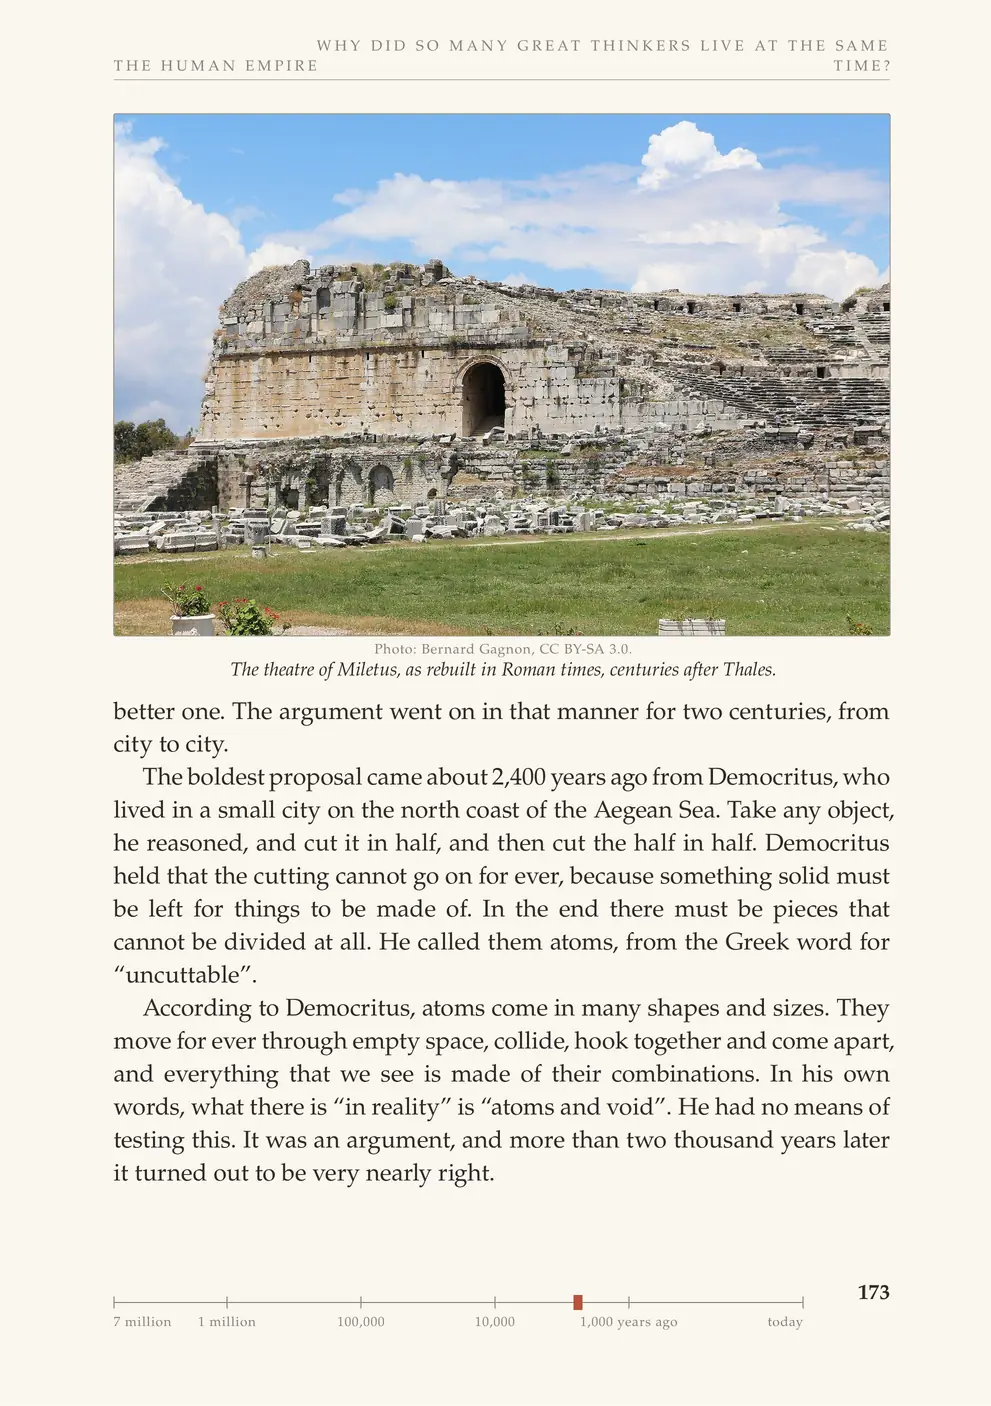 WHY DID SO MANY GREAT THINKERS LIVE AT THE SAME
THE HUMAN EMPIRE TIME?
Photo: Bernard Gagnon, CC BY-SA 3.0.
The theatre of Miletus, as rebuilt in Roman times, centuries after Thales.
better one. The argument went on in that manner for two centuries, from
city to city.
The boldest proposal came about 2,400 years ago from Democritus, who
lived in a small city on the north coast of the Aegean Sea. Take any object,
he reasoned, and cut it in half, and then cut the half in half. Democritus
held that the cutting cannot go on for ever, because something solid must
be left for things to be made of. In the end there must be pieces that
cannot be divided at all. He called them atoms, from the Greek word for
“uncuttable”.
According to Democritus, atoms come in many shapes and sizes. They
move for ever through empty space, collide, hook together and come apart,
and everything that we see is made of their combinations. In his own
words, what there is “in reality” is “atoms and void”. He had no means of
testing this. It was an argument, and more than two thousand years later
it turned out to be very nearly right.
173
7 million 1 million 100,000 10,000 1,000 years ago today